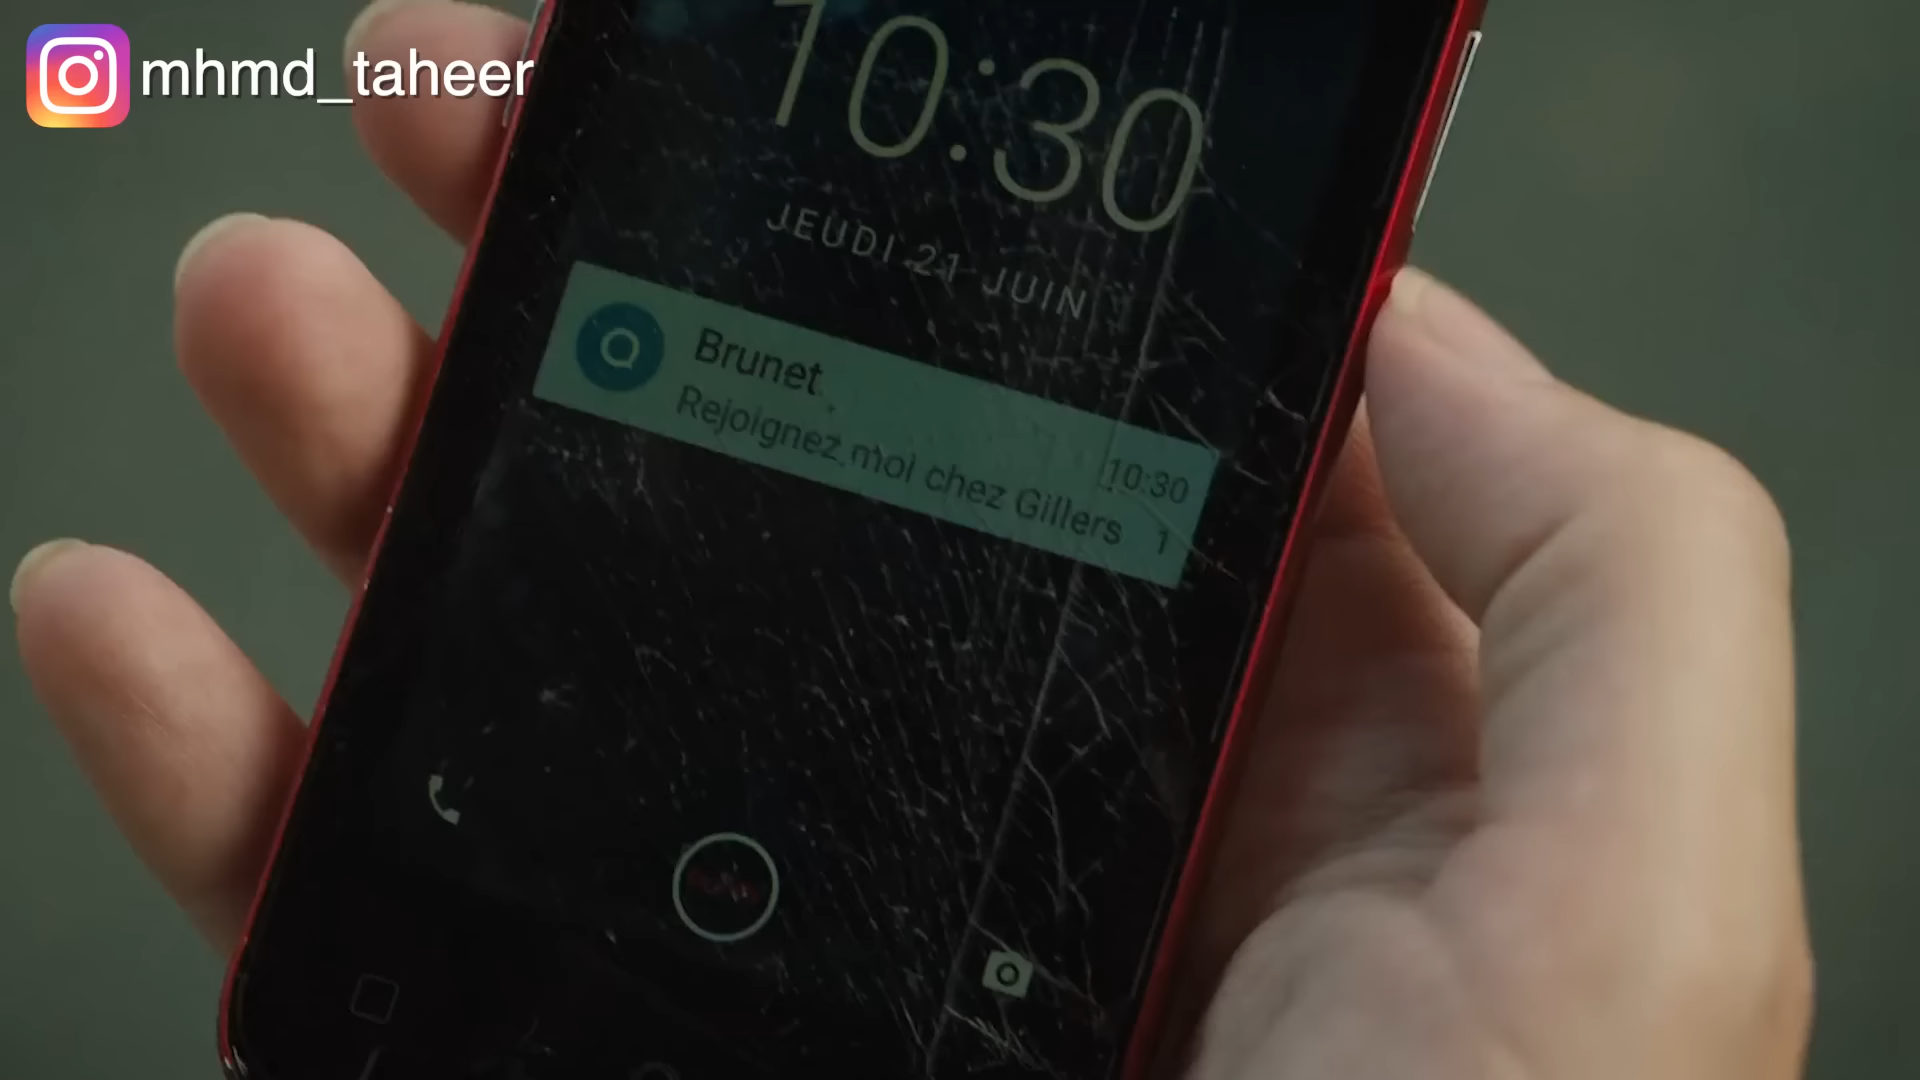 mhmd_taheer
10:30
JEUDI 21 JUIN
Brunet
10:30
Rejoignez moi chez Gillers
1